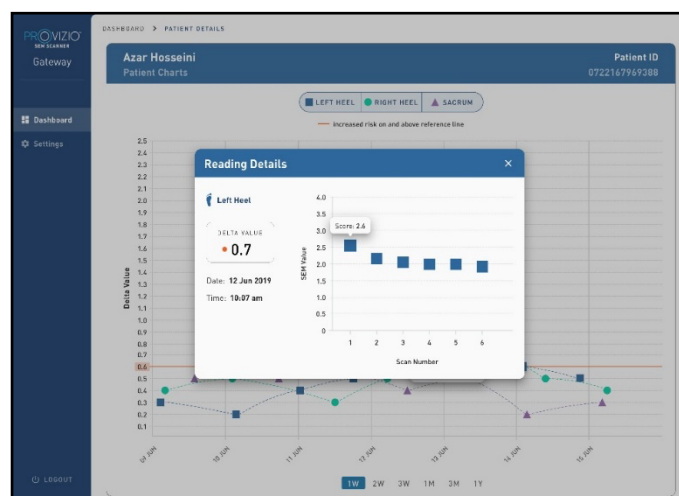 PROVIZIO
SEM SCANNER
Gateway
Dashboard
Settings
LOGOUT
DASHBOARD > PATIENT DETAILS
Azar Hosseini
Patient ID
Patient Charts
0722167969388
LEFT HEEL RIGHT HEEL SACRUM
Increased risk on and above reference line
Delta Value
2.5
2.4
2.3
2.2
2.1
2.0
1.9
1.8
1.7
1.6
1.5
1.4
1.3
1.2
1.1
1.0
0.9
0.8
0.7
0.6
0.5
0.4
0.3
0.2
0.1
09 JUN 10 JUN 11 JUN 12 JUN 13 JUN 14 JUN 15 JUN
1W 2W 3W 1M 3M 1Y
Reading Details ×
Left Heel
DELTA VALUE
0.7
Date: 12 Jun 2019
Time: 10:07 am
SEM Value
4.0
3.5
3.0
2.5
2.0
1.5
1.0
0.5
0
Score: 2.6
1 2 3 4 5 6
Scan Number